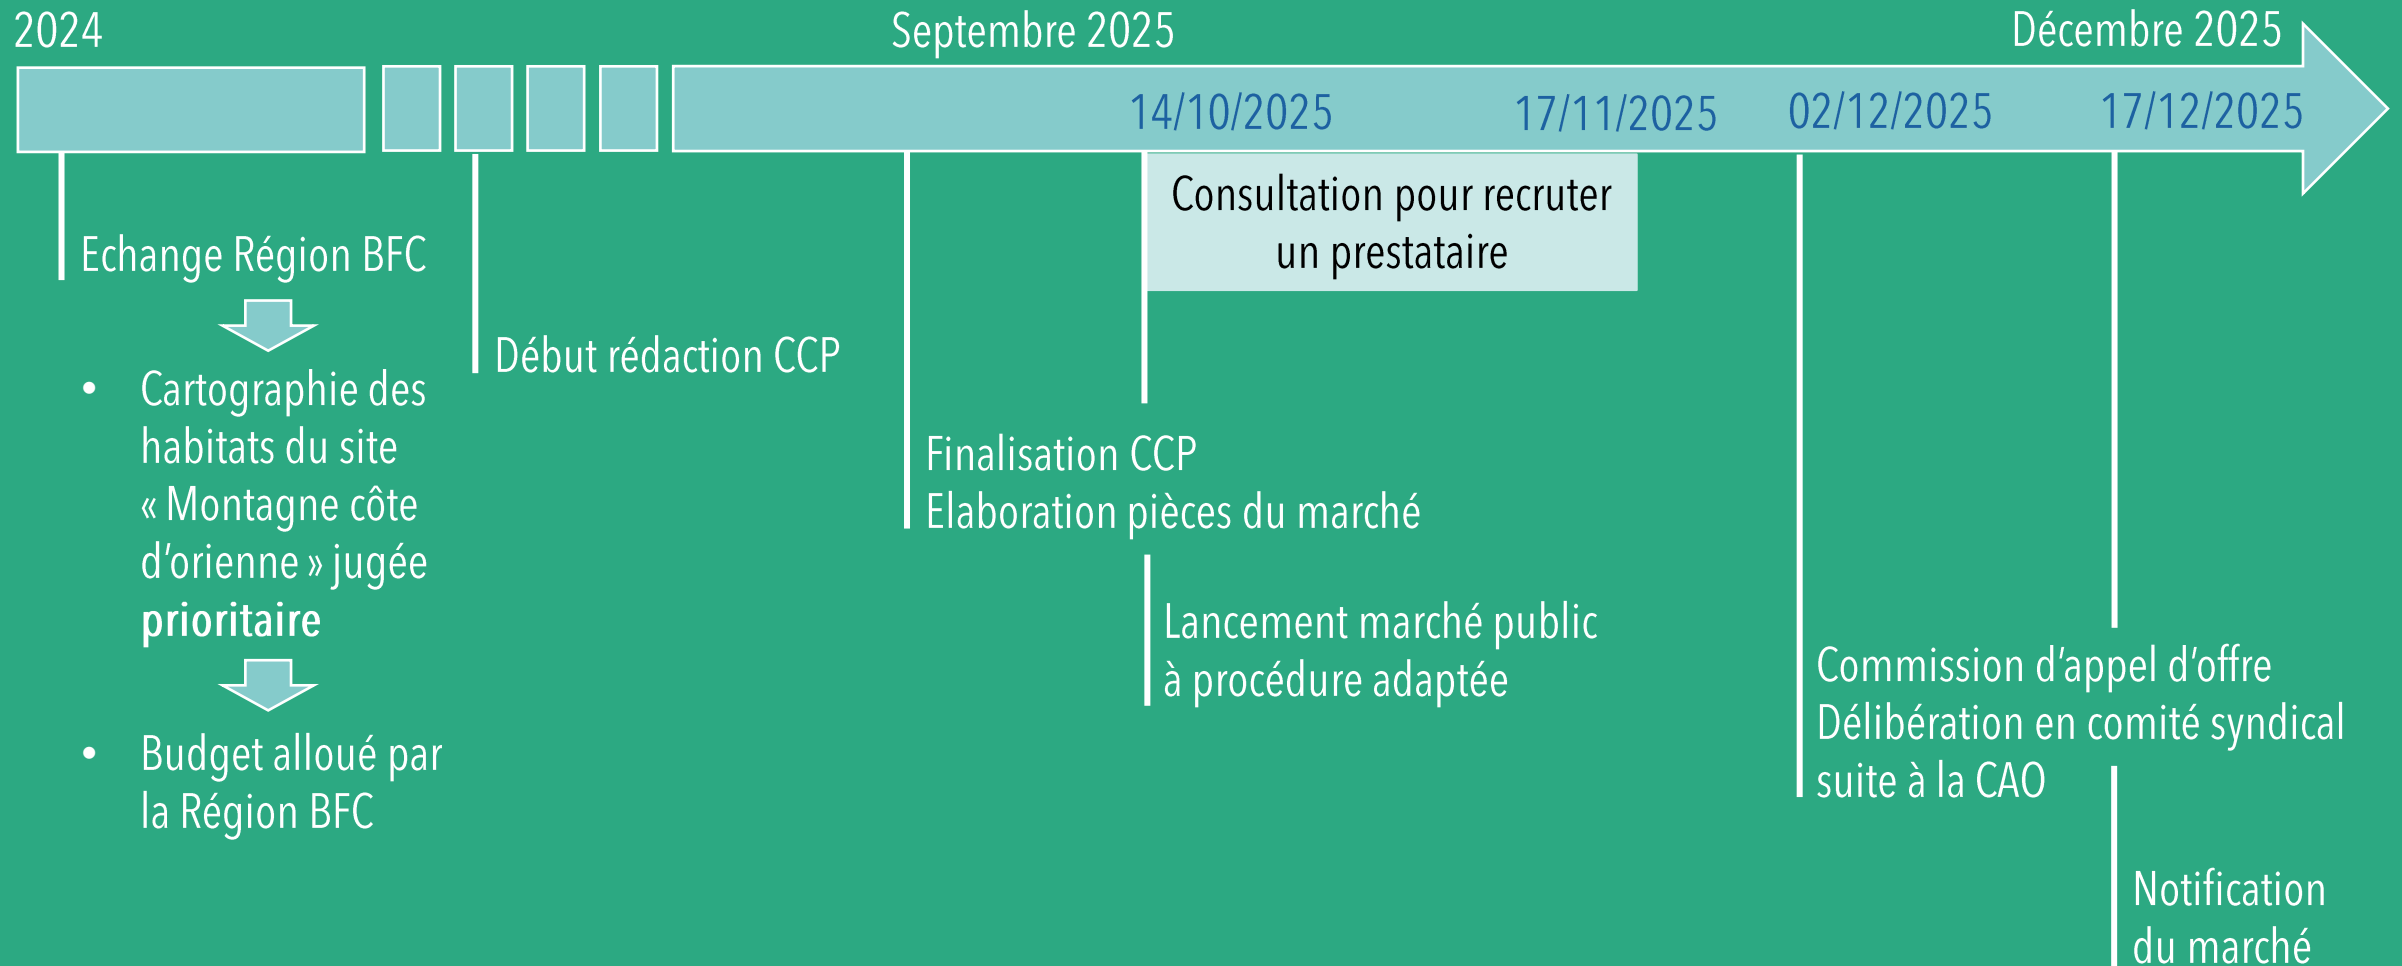 2024
Septembre 2025
Décembre 2025
14/10/2025
17/11/2025
02/12/2025
17/12/2025
Consultation pour recruter
un prestataire
Echange Région BFC
• Cartographie des
habitats du site
« Montagne côte
d’orienne » jugée
prioritaire
• Budget alloué par
la Région BFC
Début rédaction CCP
Finalisation CCP
Elaboration pièces du marché
Lancement marché public
à procédure adaptée
Commission d’appel d’offre
Délibération en comité syndical
suite à la CAO
Notification
du marché